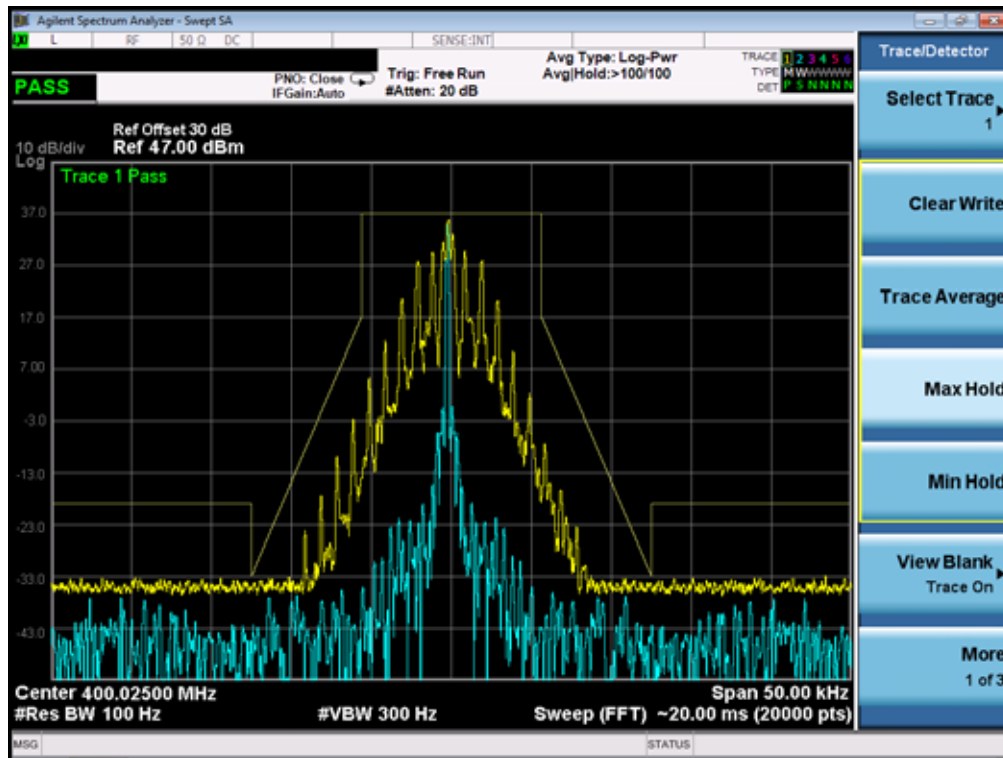 Agilent Spectrum Analyzer - Swept SA
L RF 50 Ω DC SENSE:INT
PASS
PNO: Close
IFGain:Auto
Trig: Free Run
#Atten: 20 dB
Avg Type: Log-Pwr
Avg|Hold:>100/100
TRACE 1 2 3 4 5 6
TYPE M W W W W W
DET P S N N N N
Ref Offset 30 dB
10 dB/div Ref 47.00 dBm
Log
Trace 1 Pass
37.0
27.0
17.0
7.00
-3.0
-13.0
-23.0
-33.0
-43.0
Center 400.02500 MHz Span 50.00 kHz
#Res BW 100 Hz #VBW 300 Hz Sweep (FFT) ~20.00 ms (20000 pts)
MSG STATUS
Trace/Detector
Select Trace
1
Clear Write
Trace Average
Max Hold
Min Hold
View Blank
Trace On
More
1 of 3